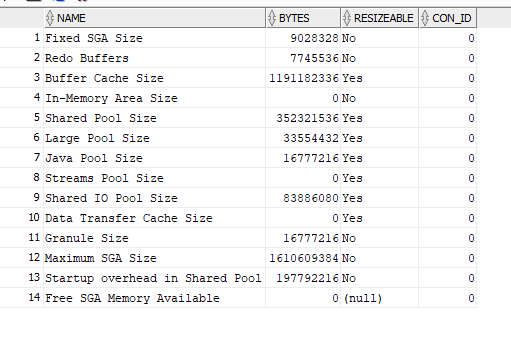 NAME BYTES RESIZEABLE CON_ID
1 Fixed SGA Size 9028328 No 0
2 Redo Buffers 7745536 No 0
3 Buffer Cache Size 1191182336 Yes 0
4 In-Memory Area Size 0 No 0
5 Shared Pool Size 352321536 Yes 0
6 Large Pool Size 33554432 Yes 0
7 Java Pool Size 16777216 Yes 0
8 Streams Pool Size 0 Yes 0
9 Shared IO Pool Size 83886080 Yes 0
10 Data Transfer Cache Size 0 Yes 0
11 Granule Size 16777216 No 0
12 Maximum SGA Size 1610609384 No 0
13 Startup overhead in Shared Pool 197792216 No 0
14 Free SGA Memory Available 0 (null) 0